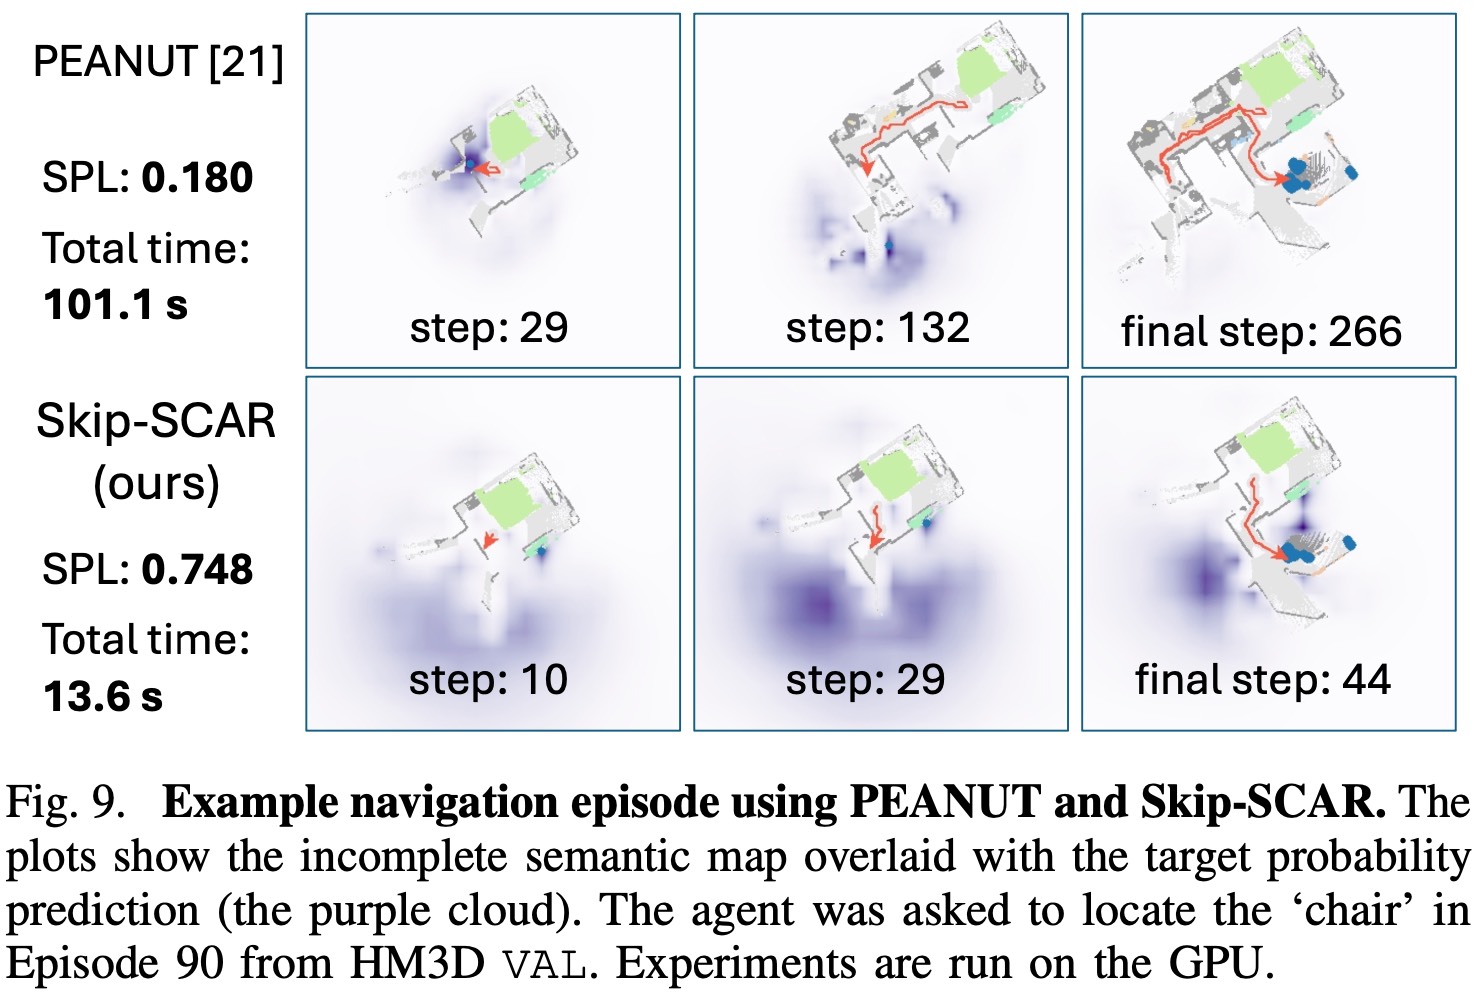 PEANUT [21]
SPL: 0.180
Total time:
101.1 s
step: 29
step: 132
final step: 266
Skip-SCAR
(ours)
SPL: 0.748
Total time:
13.6 s
step: 10
step: 29
final step: 44
Fig. 9. Example navigation episode using PEANUT and Skip-SCAR. The
plots show the incomplete semantic map overlaid with the target probability
prediction (the purple cloud). The agent was asked to locate the ‘chair’ in
Episode 90 from HM3D VAL. Experiments are run on the GPU.